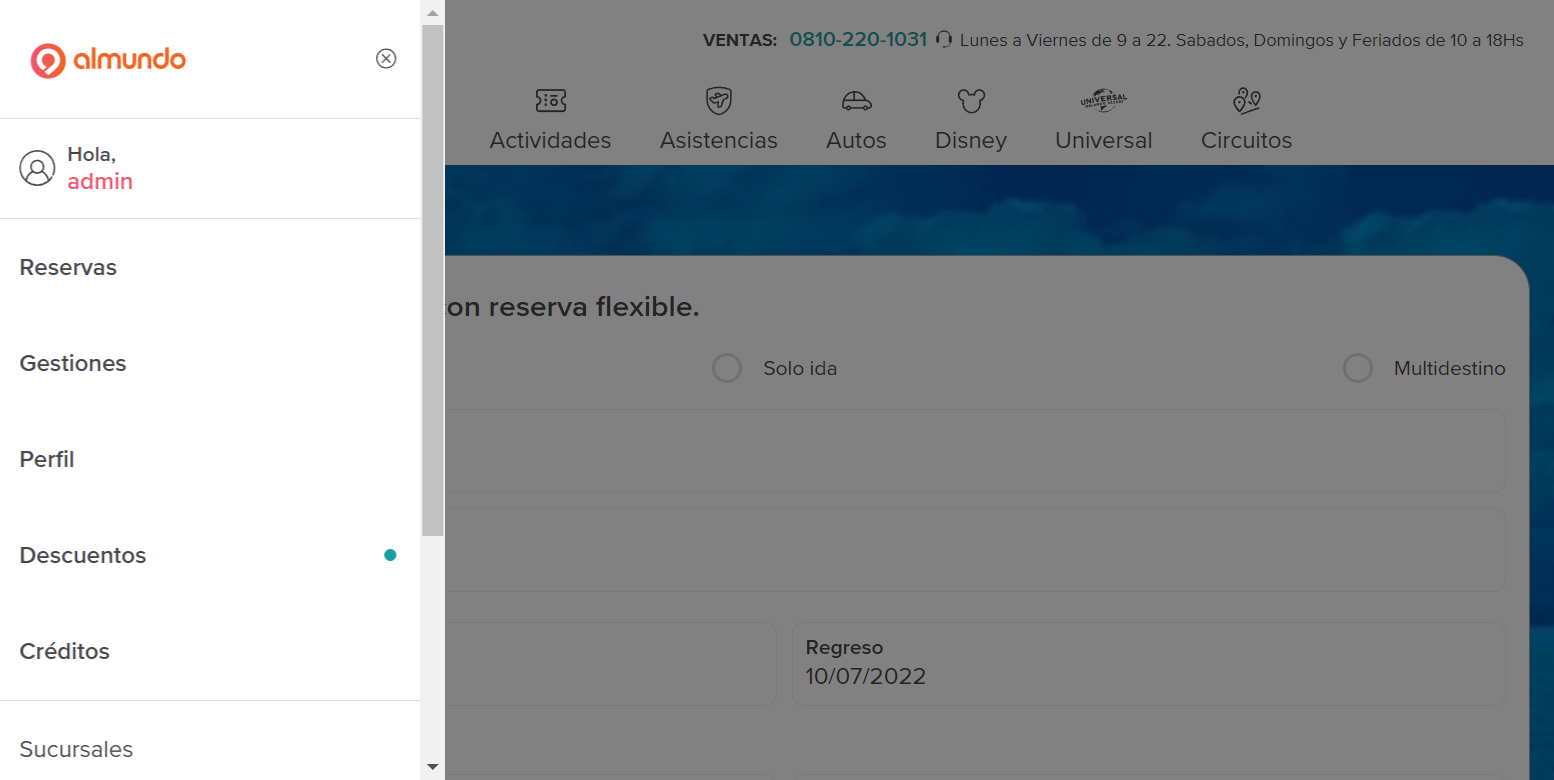 almundo
Hola,
admin
Reservas
Gestiones
Perfil
Descuentos
Créditos
Sucursales
VENTAS: 0810-220-1031 Lunes a Viernes de 9 a 22. Sabados, Domingos y Feriados de 10 a 18Hs
UNIVERSAL
Actividades Asistencias Autos Disney Universal Circuitos
con reserva flexible.
Solo ida Multidestino
Regreso
10/07/2022